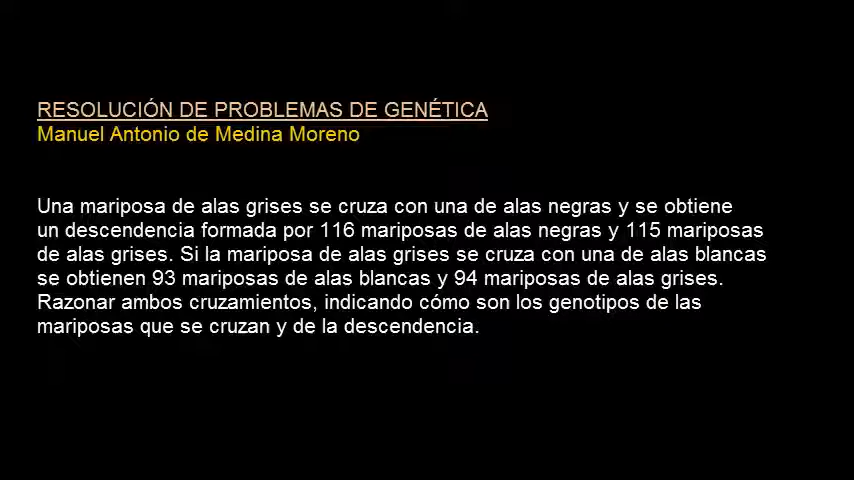 RESOLUCIÓN DE PROBLEMAS DE GENÉTICA
Manuel Antonio de Medina Moreno
Una mariposa de alas grises se cruza con una de alas negras y se obtiene
un descendencia formada por 116 mariposas de alas negras y 115 mariposas
de alas grises. Si la mariposa de alas grises se cruza con una de alas blancas
se obtienen 93 mariposas de alas blancas y 94 mariposas de alas grises.
Razonar ambos cruzamientos, indicando cómo son los genotipos de las
mariposas que se cruzan y de la descendencia.